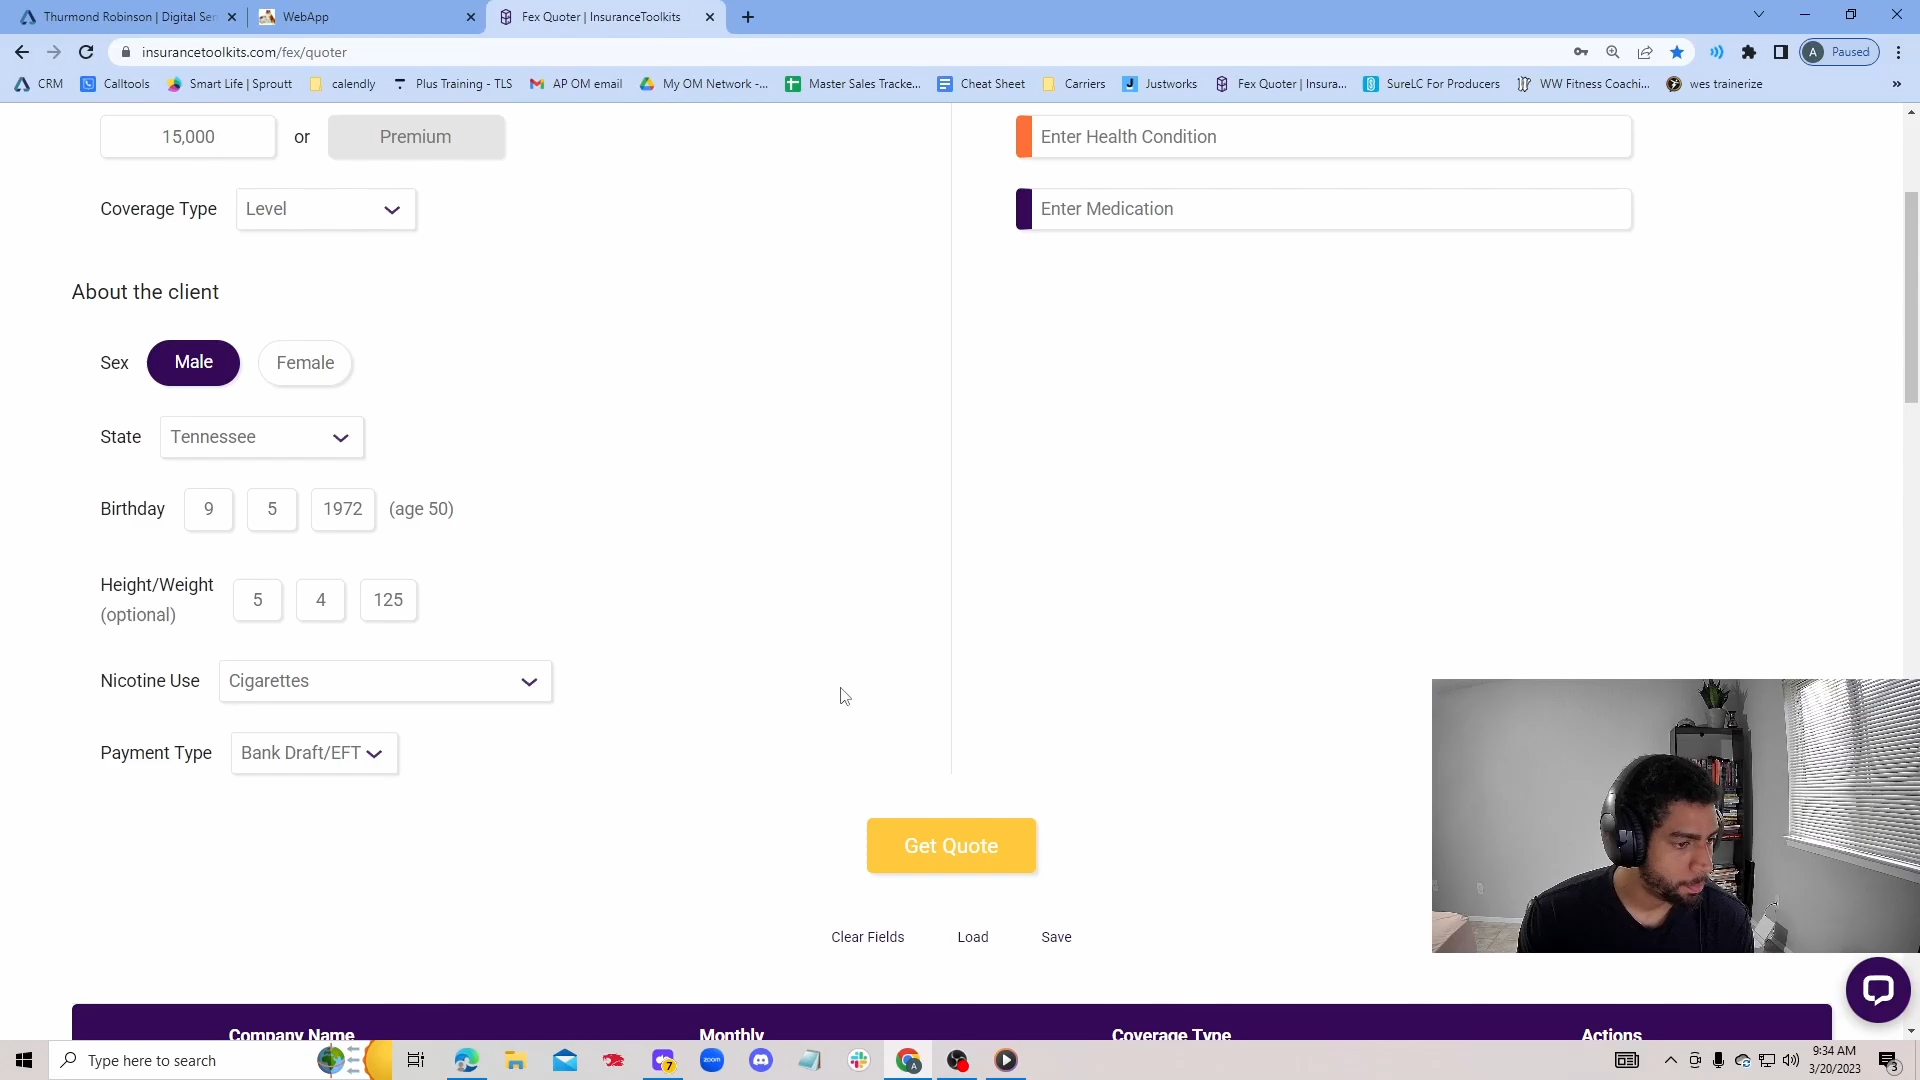 Thurmond Robinson | Digital Sen
WebApp
Fex Quoter | InsuranceToolkits
insurancetoolkits.com/fex/quoter
A Paused
CRM
Calltools
Smart Life | Sproutt
calendly
Plus Training - TLS
AP OM email
My OM Network -...
Master Sales Tracke...
Cheat Sheet
Carriers
Justworks
Fex Quoter | Insura...
SureLC For Producers
WW Fitness Coachi...
wes trainerize
»
15,000 or Premium
Enter Health Condition
Coverage Type Level
Enter Medication
About the client
Sex Male Female
State Tennessee
Birthday 9 5 1972 (age 50)
Height/Weight
(optional)
5 4 125
Nicotine Use Cigarettes
Payment Type Bank Draft/EFT
Get Quote
Clear Fields Load Save
Company Name Monthly Coverage Type Actions
Type here to search
7
zoom
A
9:34 AM
3/20/2023
3